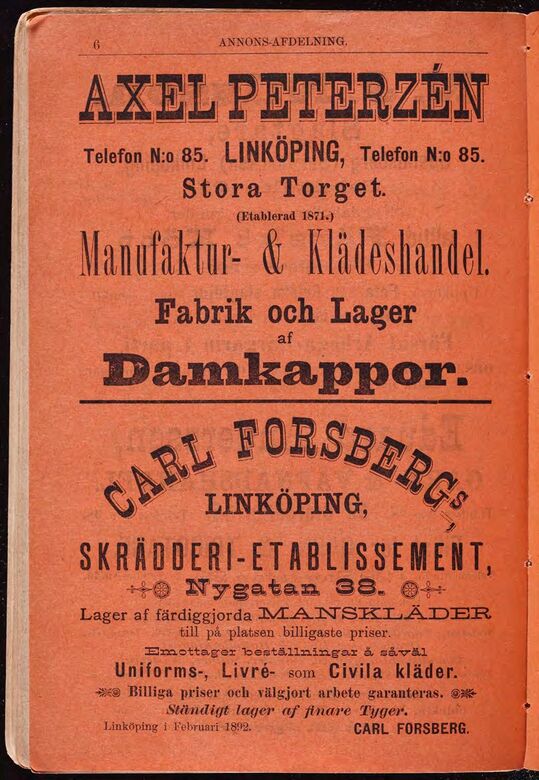 6 ANNONS-AFDELNING.
AXEL PETERZÉN
Telefon N:o 85. LINKÖPING, Telefon N:o 85.
Stora Torget.
(Etablerad 1871.)
Manufaktur- & Klädeshandel.
Fabrik och Lager
af
Damkappor.
CARL FORSBERGs,
LINKÖPING,
SKRÄDDERI-ETABLISSEMENT,
Nygatan 38.
Lager af färdiggjorda MANSKLÄDER
till på platsen billigaste priser.
Emottager beställningar å såväl
Uniforms-, Livré- som Civila kläder.
Billiga priser och välgjort arbete garanteras.
Ständigt lager af finare Tyger.
Linköping i Februari 1892. CARL FORSBERG.